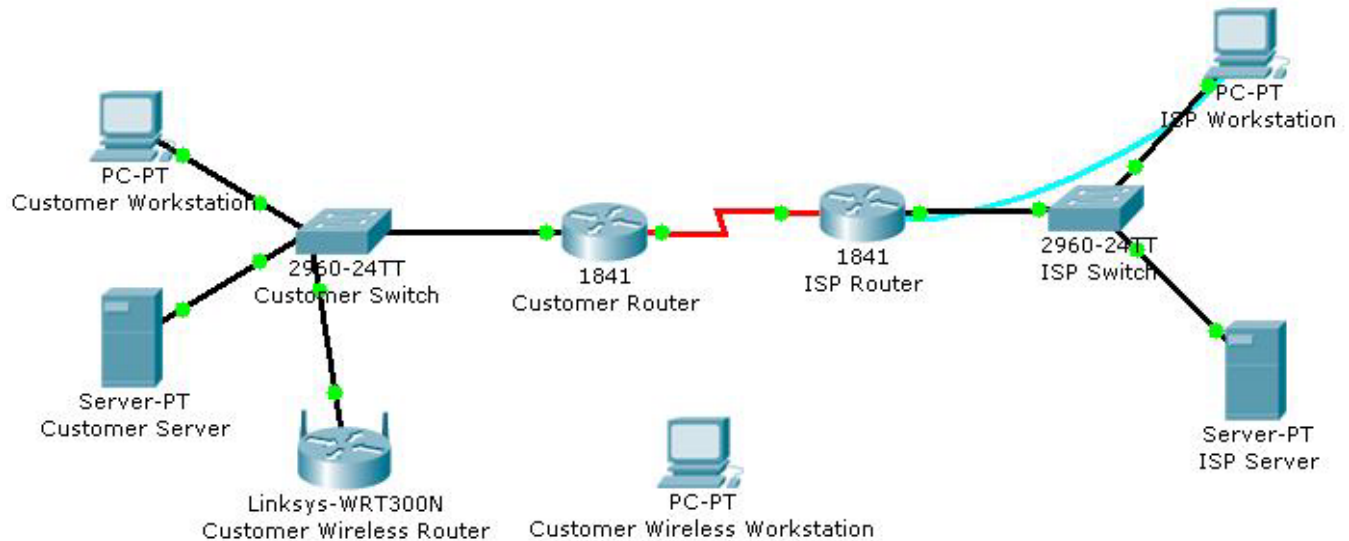 PC-PT
Customer Workstation
2960-24TT
Customer Switch
Server-PT
Customer Server
Linksys-WRT300N
Customer Wireless Router
1841
Customer Router
PC-PT
Customer Wireless Workstation
1841
ISP Router
2960-24TT
ISP Switch
PC-PT
ISP Workstation
Server-PT
ISP Server